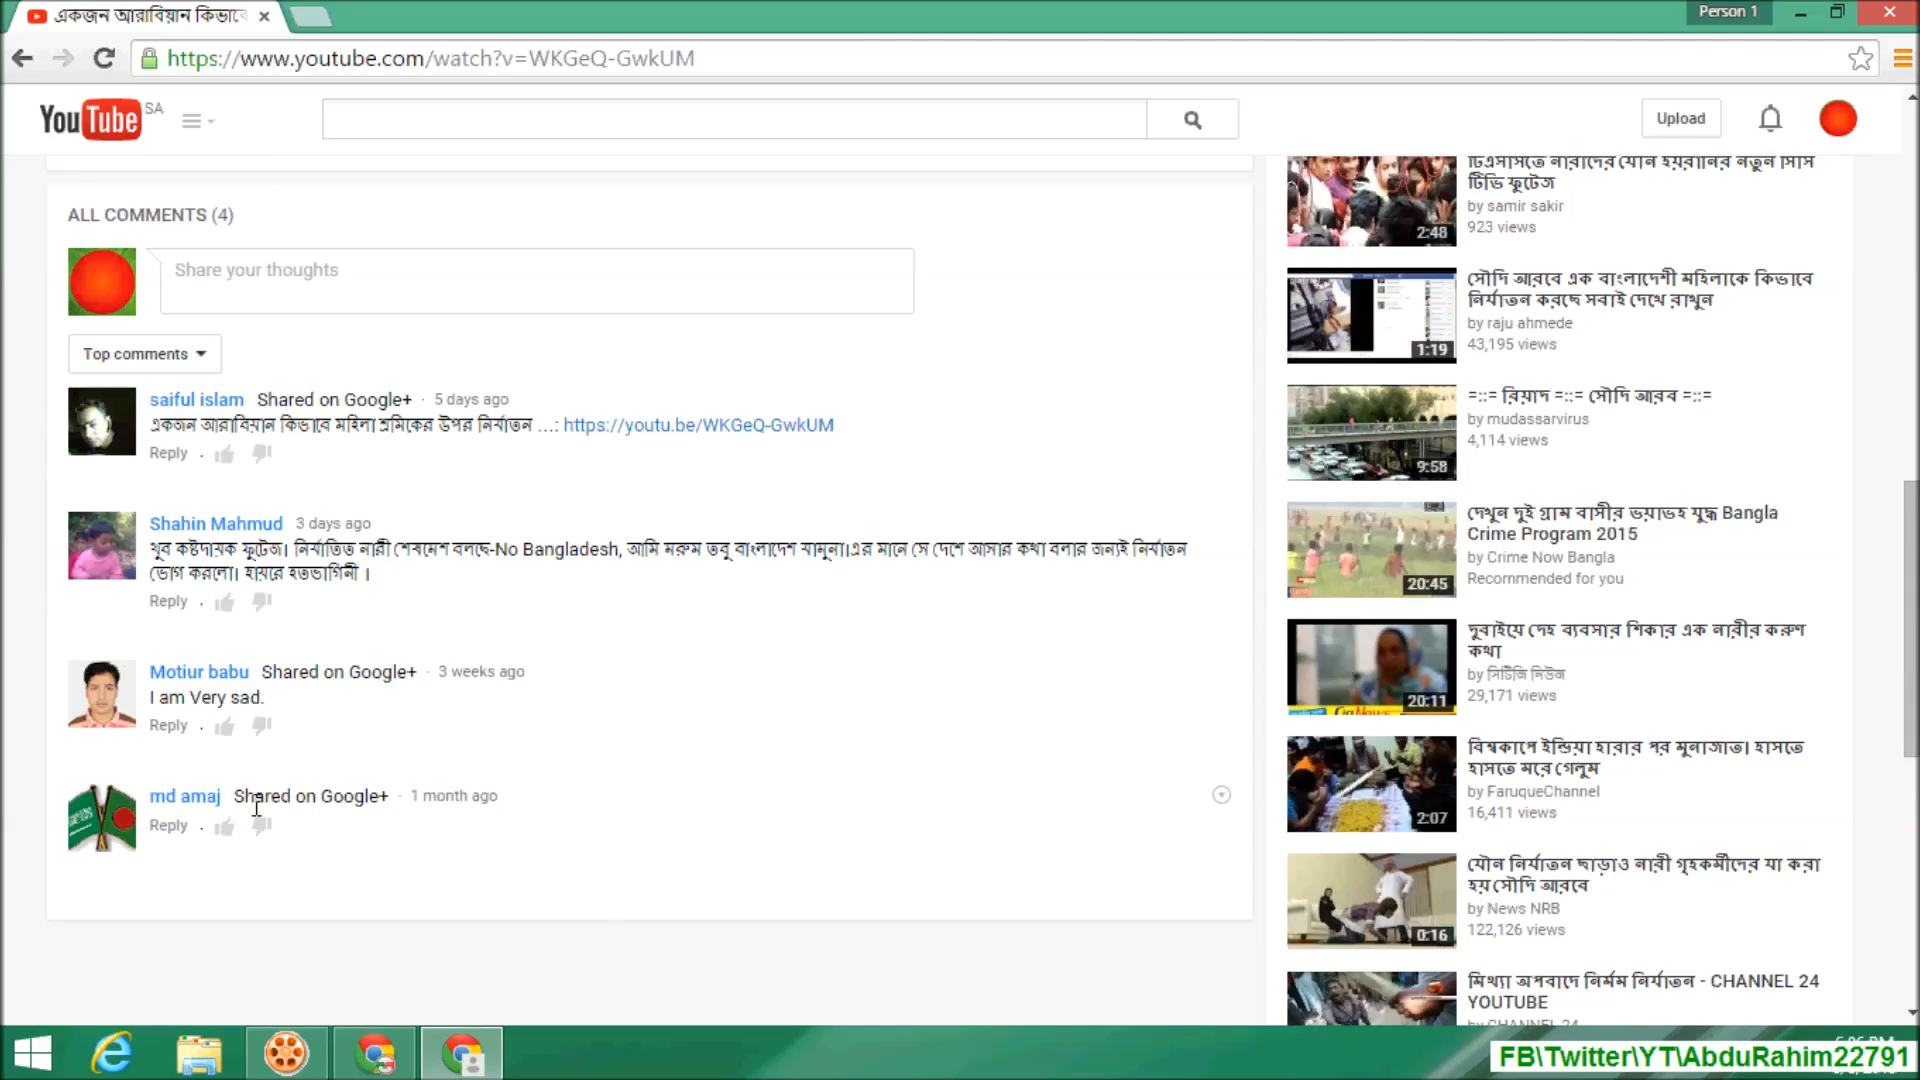 একজন আরাবিয়ান কিভাবে
Person 1
https://www.youtube.com/watch?v=WKGeQ-GwkUM
YouTube SA
Upload
ALL COMMENTS (4)
Share your thoughts
Top comments
saiful islam Shared on Google+ · 5 days ago
একজন আরাবিয়ান কিভাবে মহিলা শ্রমিকের উপর নির্যাতন ...: https://youtu.be/WKGeQ-GwkUM
Reply ·
Shahin Mahmud 3 days ago
খুব কষ্টদায়ক ফুটেজ। নির্যাতিত নারী শেষমেশ বলছে-No Bangladesh, আমি মরুম তবু বাংলাদেশ যামুনা।এর মানে সে দেশে আসার কথা বলার জন্যই নির্যাতন
ভোগ করলো। হায়রে হতভাগিনী ।
Reply ·
Motiur babu Shared on Google+ · 3 weeks ago
I am Very sad.
Reply ·
md amaj Shared on Google+ · 1 month ago
Reply ·
টিএসসিতে নারীদের যৌন হয়রানির নতুন সিসি
টিভি ফুটেজ
by samir sakir
923 views
2:48
সৌদি আরবে এক বাংলাদেশী মহিলাকে কিভাবে
নির্যাতন করছে সবাই দেখে রাখুন
by raju ahmede
43,195 views
1:19
=::= রিয়াদ =::= সৌদি আরব =::=
by mudassarvirus
4,114 views
9:58
দেখুন দুই গ্রাম বাসীর ভয়াভহ যুদ্ধ Bangla
Crime Program 2015
by Crime Now Bangla
Recommended for you
20:45
দুবাইয়ে দেহ ব্যবসার শিকার এক নারীর করুণ
কথা
by সিটিজি নিউজ
29,171 views
20:11
বিশ্বকাপে ইন্ডিয়া হারার পর মুনাজাত। হাসতে
হাসতে মরে গেলুম
by FaruqueChannel
16,411 views
2:07
যৌন নির্যাতন ছাড়াও নারী গৃহকর্মীদের যা করা
হয় সৌদি আরবে
by News NRB
122,126 views
0:16
মিথ্যা অপবাদে নির্মম নির্যাতন - CHANNEL 24
YOUTUBE
by CHANNEL 24
FB\Twitter\YT\AbduRahim22791